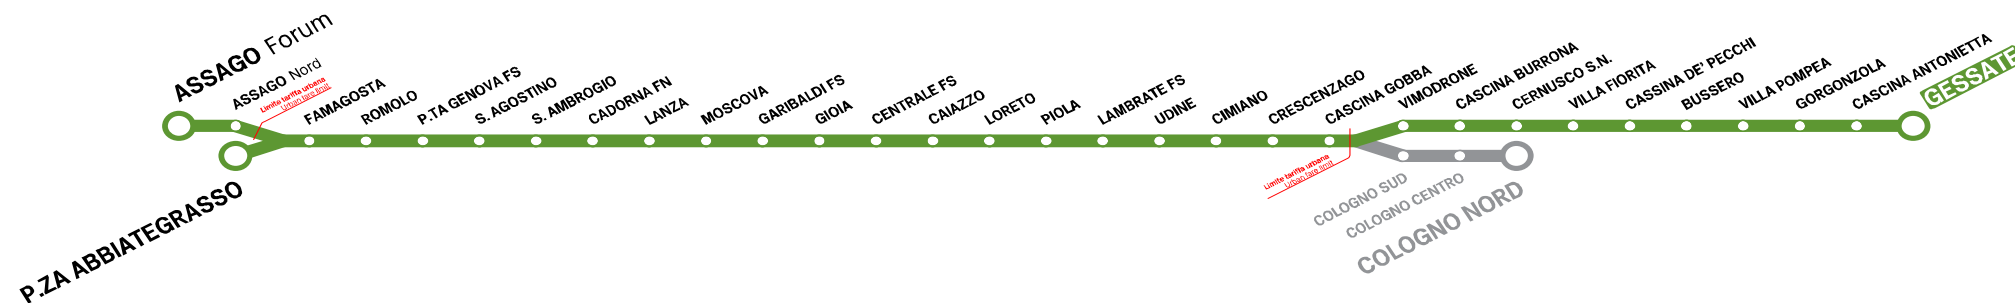 ASSAGO Forum
ASSAGO Nord
Limite tariffa urbana
Urban fare limit
P.ZA ABBIATEGRASSO
FAMAGOSTA
ROMOLO
P.TA GENOVA FS
S. AGOSTINO
S. AMBROGIO
CADORNA FN
LANZA
MOSCOVA
GARIBALDI FS
GIOIA
CENTRALE FS
CAIAZZO
LORETO
PIOLA
LAMBRATE FS
UDINE
CIMIANO
CRESCENZAGO
CASCINA GOBBA
Limite tariffa urbana
Urban fare limit
VIMODRONE
CASCINA BURRONA
CERNUSCO S.N.
VILLA FIORITA
CASSINA DE' PECCHI
BUSSERO
VILLA POMPEA
GORGONZOLA
CASCINA ANTONIETTA
GESSATE
COLOGNO SUD
COLOGNO CENTRO
COLOGNO NORD